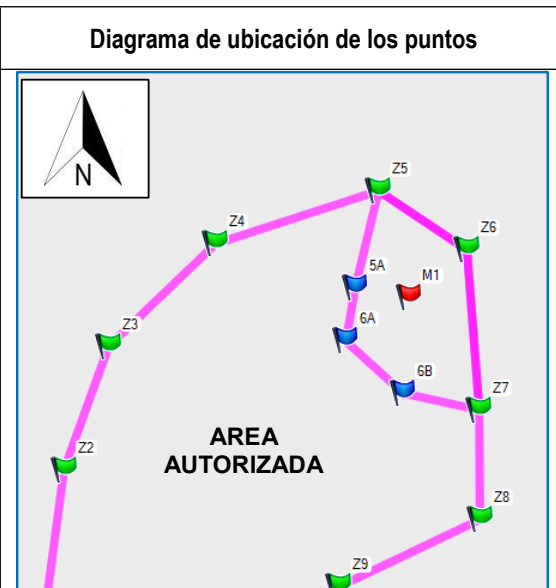 Diagrama de ubicación de los puntos
N
Z5
Z4
Z6
5A
M1
Z3
6A
6B
Z7
AREA
AUTORIZADA
Z2
Z8
Z9